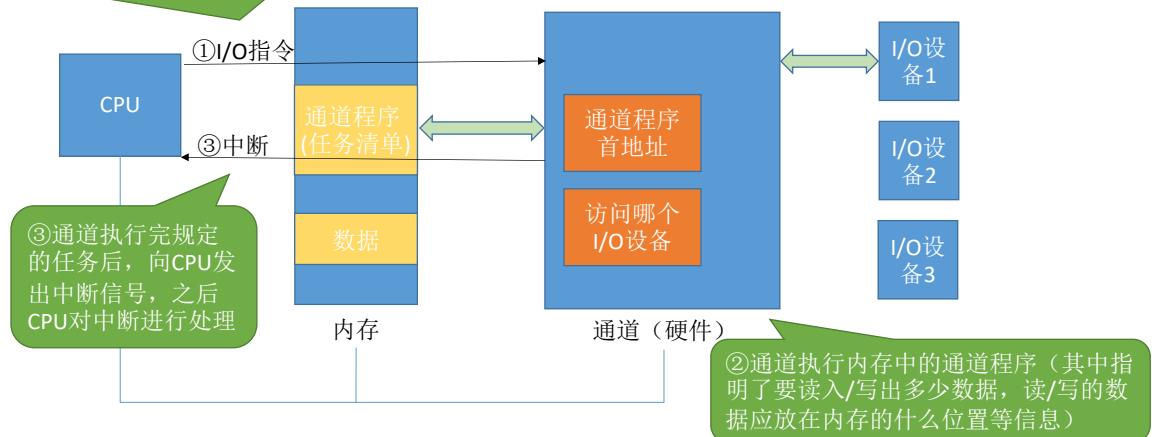 ①I/O指令
I/O设
备1
CPU
通道程序
(任务清单)
通道程序
首地址
③中断
I/O设
备2
访问哪个
I/O设备
数据
③通道执行完规定
的任务后，向CPU发
出中断信号，之后
CPU对中断进行处理
I/O设
备3
内存
通道（硬件）
②通道执行内存中的通道程序（其中指
明了要读入/写出多少数据，读/写的数
据应放在内存的什么位置等信息）